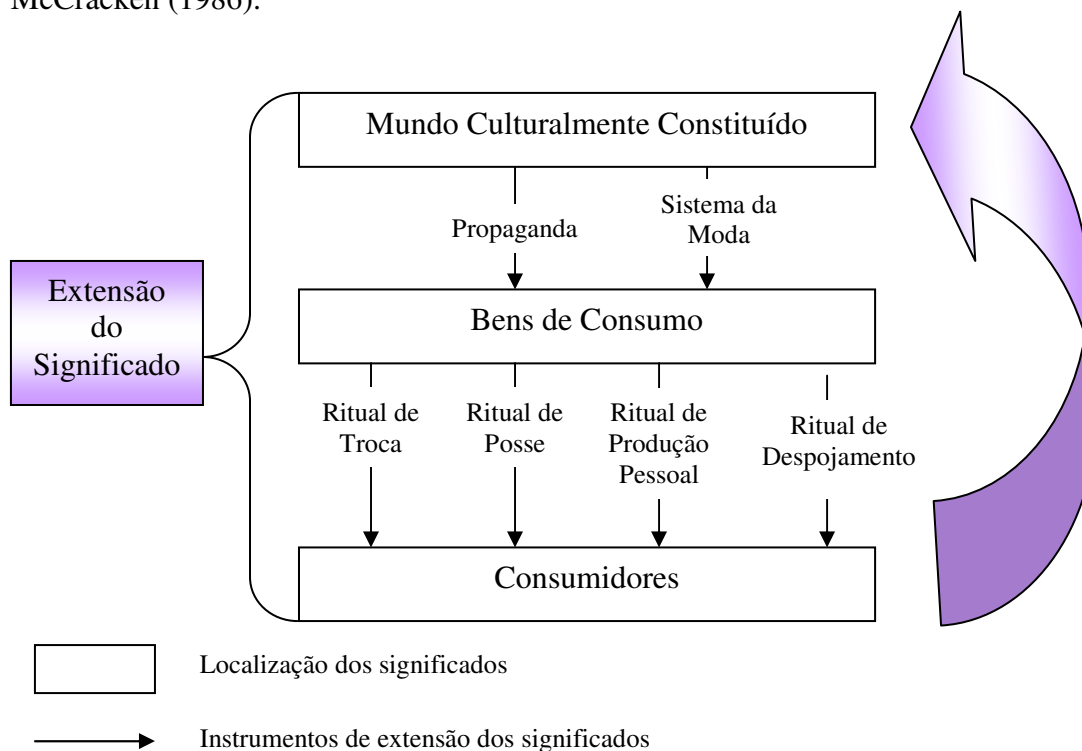 McCracken (1986).
Mundo Culturalmente Constituído
Propaganda
Sistema da
Moda
Extensão
do
Significado
Bens de Consumo
Ritual de
Troca
Ritual de
Posse
Ritual de
Produção
Pessoal
Ritual de
Despojamento
Consumidores
Localização dos significados
Instrumentos de extensão dos significados